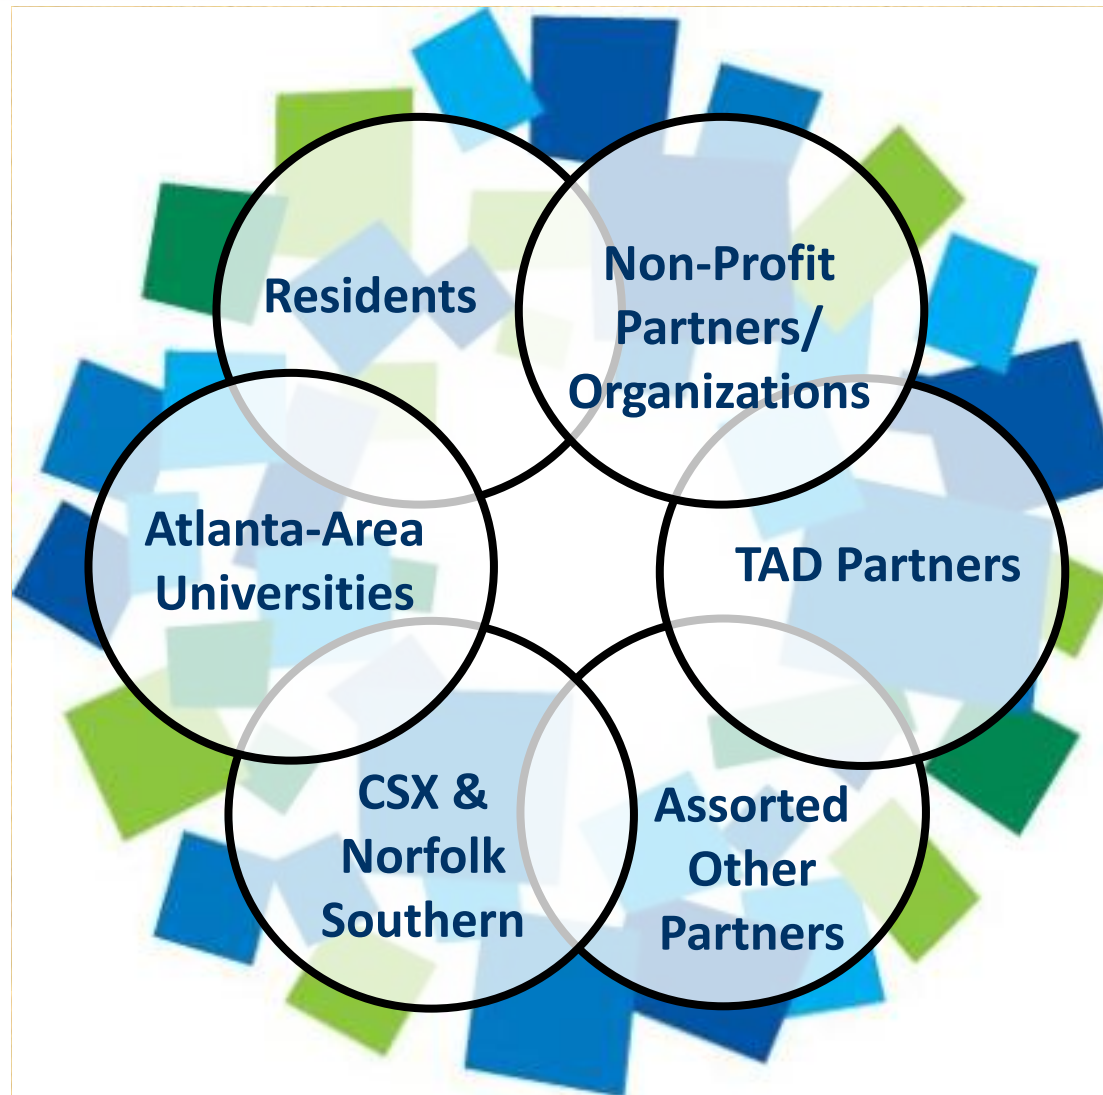 Residents
Non-Profit
Partners/
Organizations
Atlanta-Area
Universities
TAD Partners
CSX &
Norfolk
Southern
Assorted
Other
Partners